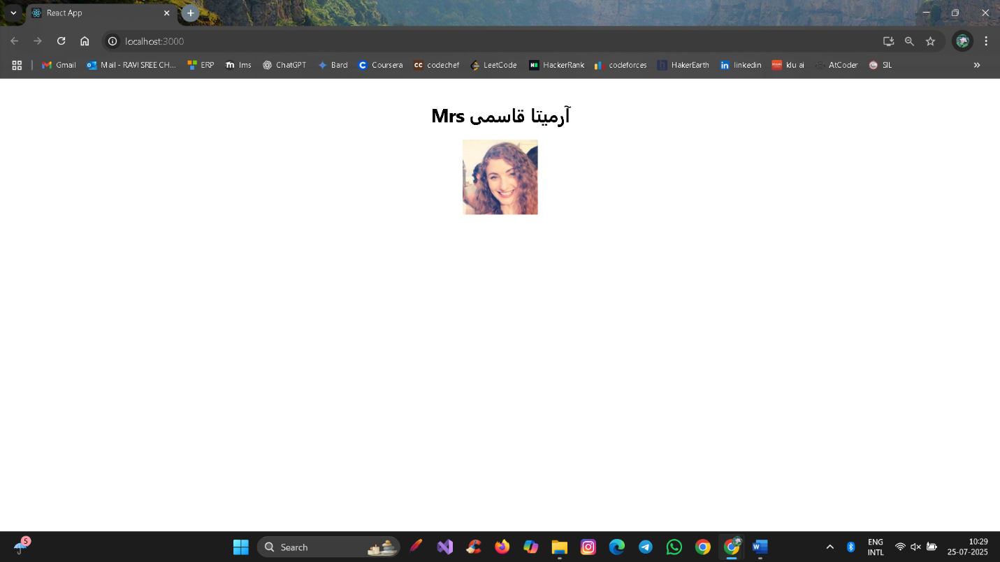 React App
localhost:3000
Gmail
Mail - RAVI SREE CH...
ERP
lms
ChatGPT
Bard
Coursera
codechef
LeetCode
HackerRank
codeforces
HakerEarth
linkedin
klu ai
AtCoder
SIL
Mrs آرمیتا قاسمی
5
Search
ENG
INTL
10:29
25-07-2025